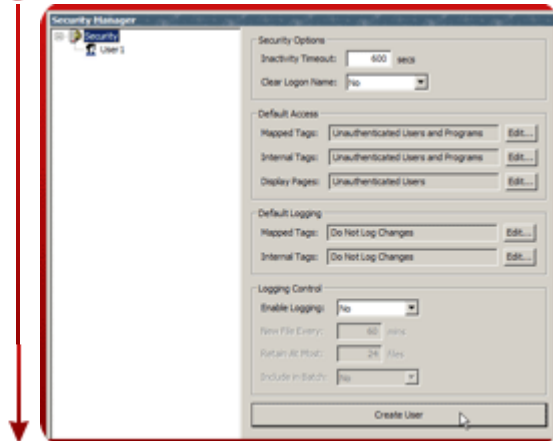 Security Manager
Security
User1
Security Options
Inactivity Timeout: 600 secs
Clear Logon Name: No
Default Access
Mapped Tags: Unauthenticated Users and Programs Edit...
Internal Tags: Unauthenticated Users and Programs Edit...
Display Pages: Unauthenticated Users Edit...
Default Logging
Mapped Tags: Do Not Log Changes Edit...
Internal Tags: Do Not Log Changes Edit...
Logging Control
Enable Logging: No
New File Every: 60 mins
Retain At Most: 24 files
Include in Batch: No
Create User